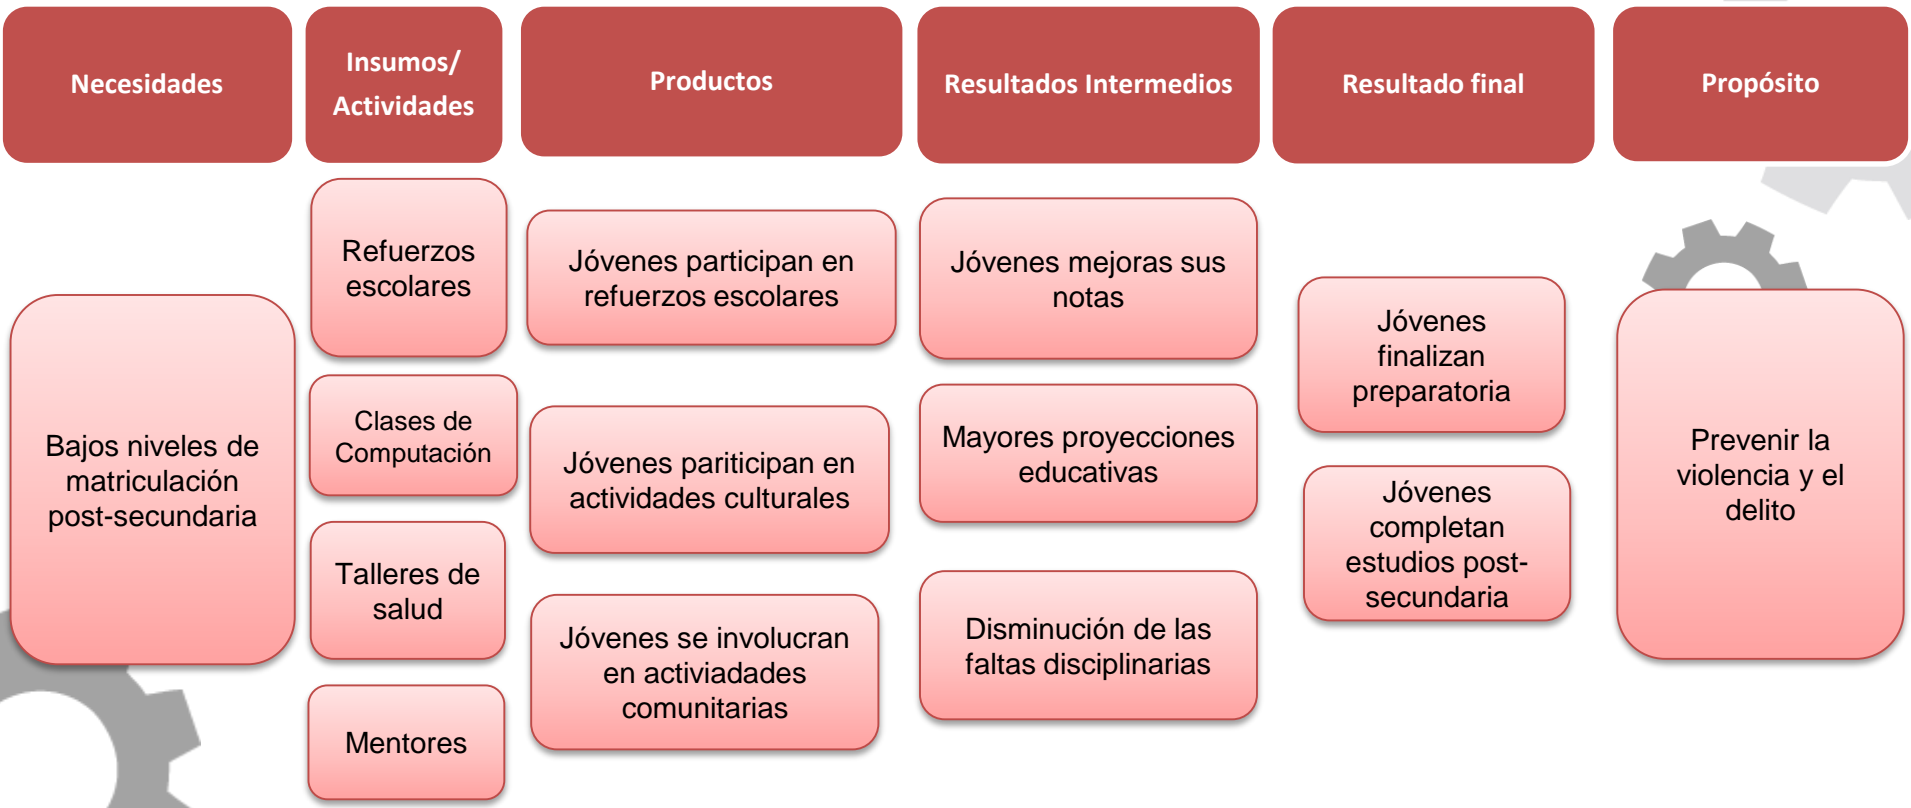 Necesidades
Insumos/
Actividades
Productos
Resultados Intermedios
Resultado final
Propósito
Bajos niveles de
matriculación
post-secundaria
Refuerzos
escolares
Clases de
Computación
Talleres de
salud
Mentores
Jóvenes participan en
refuerzos escolares
Jóvenes pariticipan en
actividades culturales
Jóvenes se involucran
en activiadades
comunitarias
Jóvenes mejoras sus
notas
Mayores proyecciones
educativas
Disminución de las
faltas disciplinarias
Jóvenes
finalizan
preparatoria
Jóvenes
completan
estudios post-
secundaria
Prevenir la
violencia y el
delito